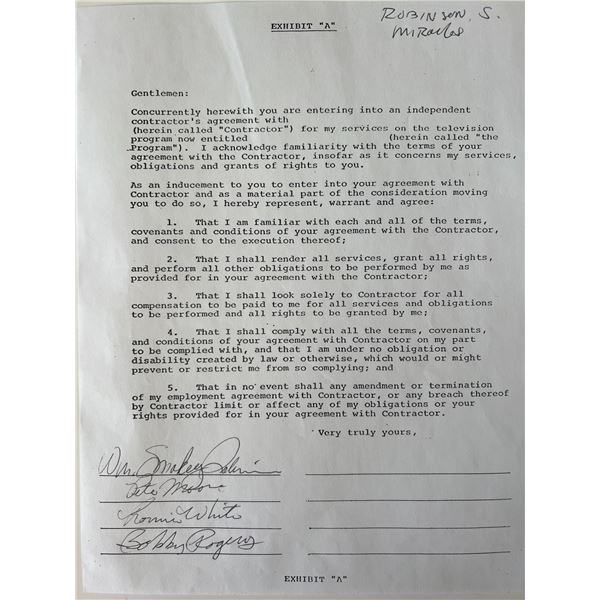 EXHIBIT "A"
ROBINSON, S.
MIRACLES
Gentlemen:
Concurrently herewith you are entering into an independent
contractor's agreement with
(herein called "Contractor") for my services on the television
program now entitled (herein called "the
Program"). I acknowledge familiarity with the terms of your
agreement with the Contractor, insofar as it concerns my services,
obligations and grants of rights to you.
As an inducement to you to enter into your agreement with
Contractor and as a material part of the consideration moving
you to do so, I hereby represent, warrant and agree:
1. That I am familiar with each and all of the terms,
covenants and conditions of your agreement with the Contractor,
and consent to the execution thereof;
2. That I shall render all services, grant all rights,
and perform all other obligations to be performed by me as
provided for in your agreement with the Contractor;
3. That I shall look solely to Contractor for all
compensation to be paid to me for all services and obligations
to be performed and all rights to be granted by me;
4. That I shall comply with all the terms, covenants,
and conditions of your agreement with Contractor on my part
to be complied with, and that I am under no obligation or
disability created by law or otherwise, which would or might
prevent or restrict me from so complying; and
5. That in no event shall any amendment or termination
of my employment agreement with Contractor, or any breach thereof
by Contractor limit or affect any of my obligations or your
rights provided for in your agreement with Contractor.
Very truly yours,
Wm. Smokey Robinson
Pete Moore
Ronnie White
Bobby Rogers
EXHIBIT "A"